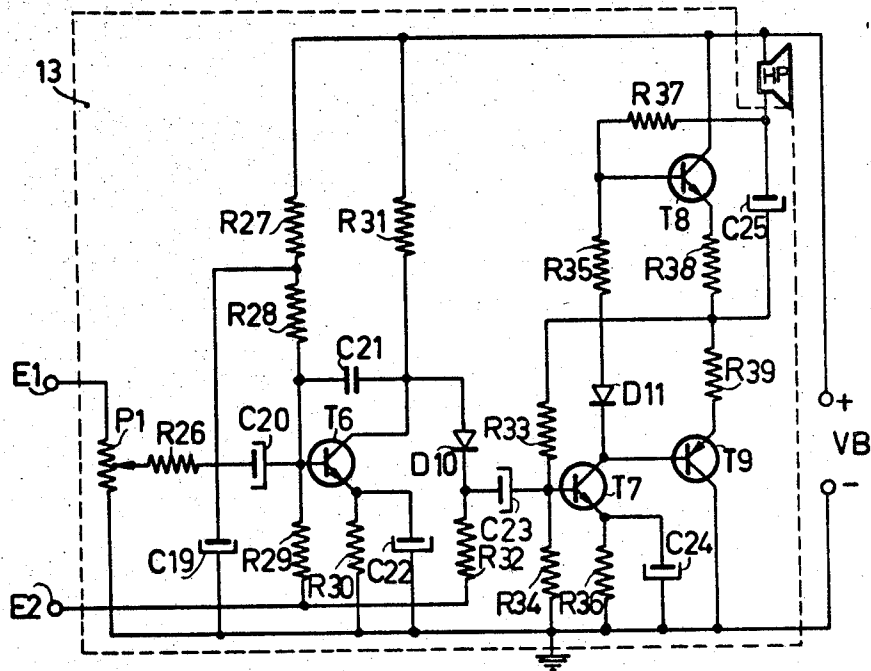 13
HP
R37
R27
R31
T8
C25
R35
R38
R28
C21
E1
P1
R26
C20
T6
D10
R33
D11
R39
+
VB
T7
T9
C23
-
C19
R29
R30
C22
R32
R34
R36
C24
E2